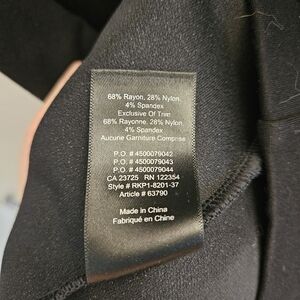 68% Rayon, 28% Nylon,
4% Spandex
Exclusive Of Trim
68% Rayonne, 28% Nylon,
4% Spandex
Aucune Garniture Comprise
P.O. # 4500079042
P.O. # 4500079043
P.O. # 4500079044
CA 23725 RN 122354
Style # RKP1-8201-37
Article # 63790
Made In China
Fabriqué en Chine